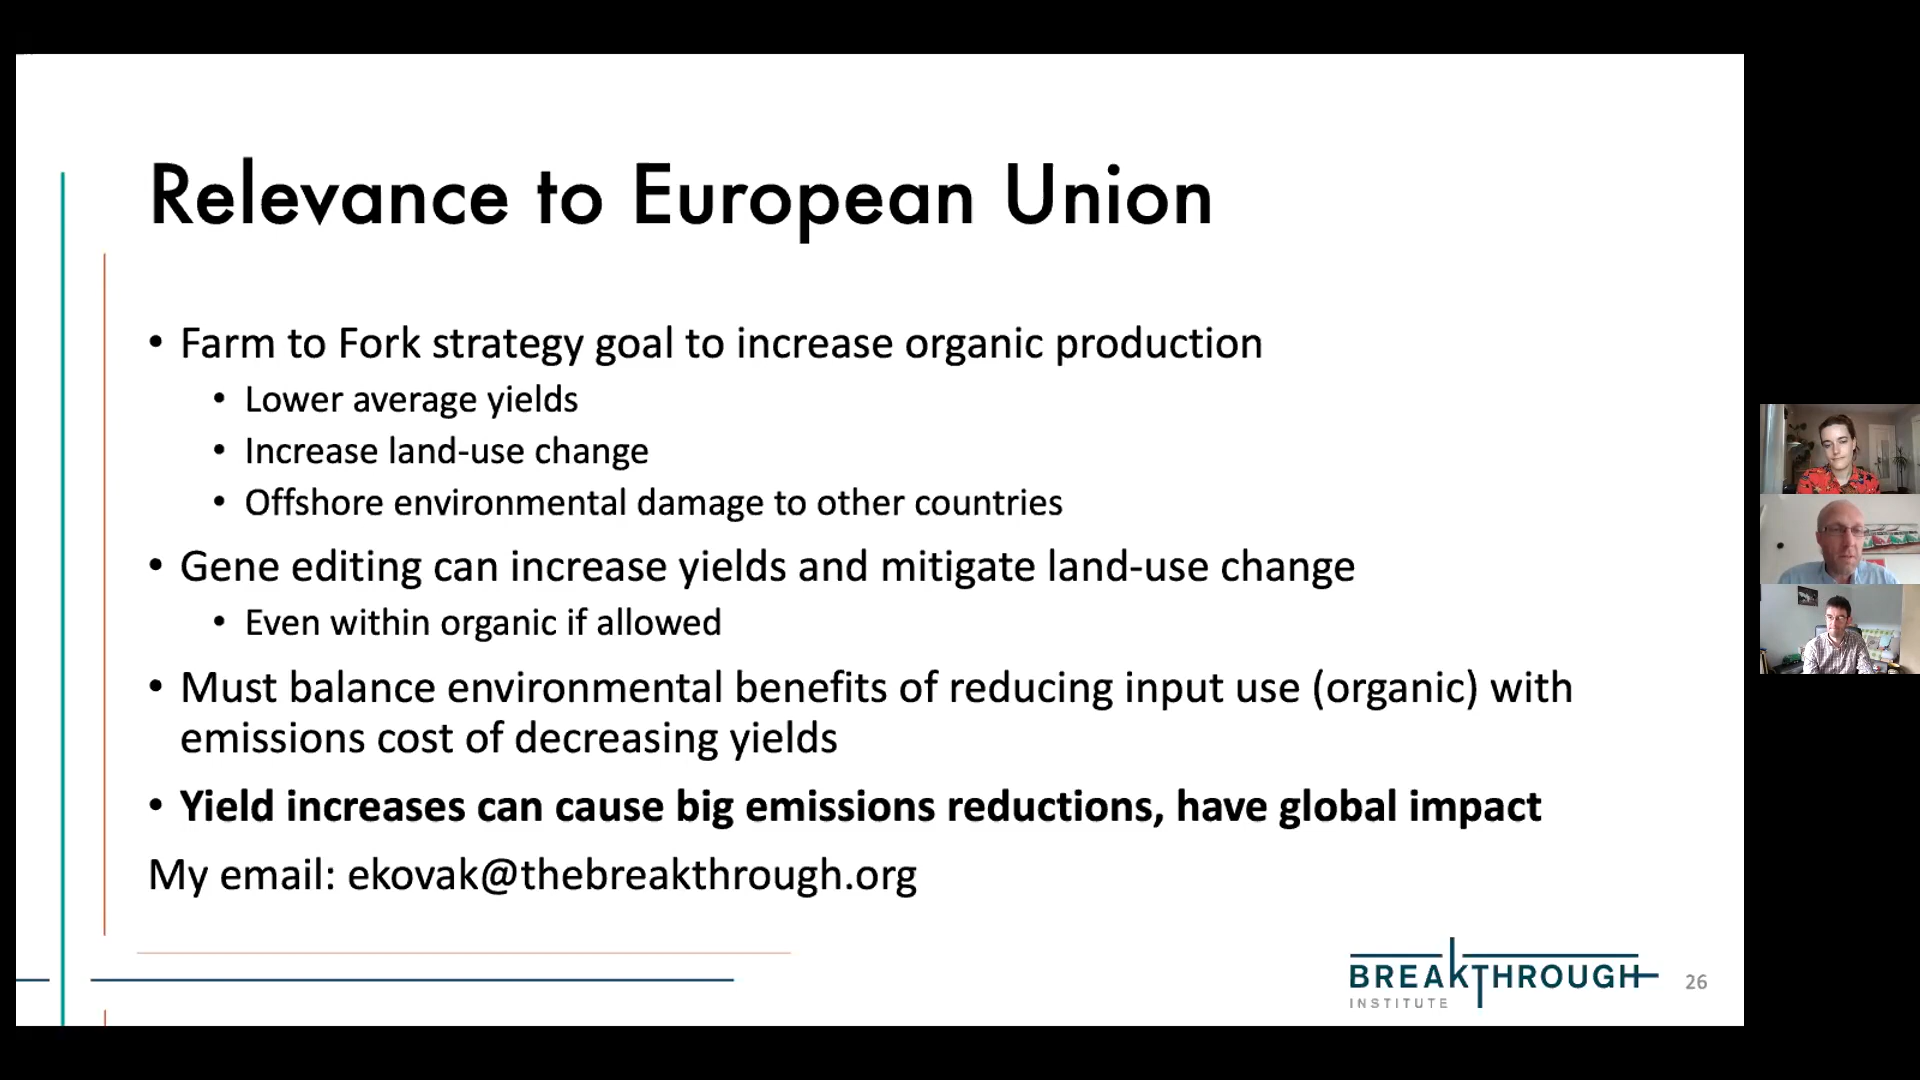 Relevance to European Union
• Farm to Fork strategy goal to increase organic production
• Lower average yields
• Increase land-use change
• Offshore environmental damage to other countries
• Gene editing can increase yields and mitigate land-use change
• Even within organic if allowed
• Must balance environmental benefits of reducing input use (organic) with
emissions cost of decreasing yields
• Yield increases can cause big emissions reductions, have global impact
My email: ekovak@thebreakthrough.org
BREAKTHROUGH
INSTITUTE
26